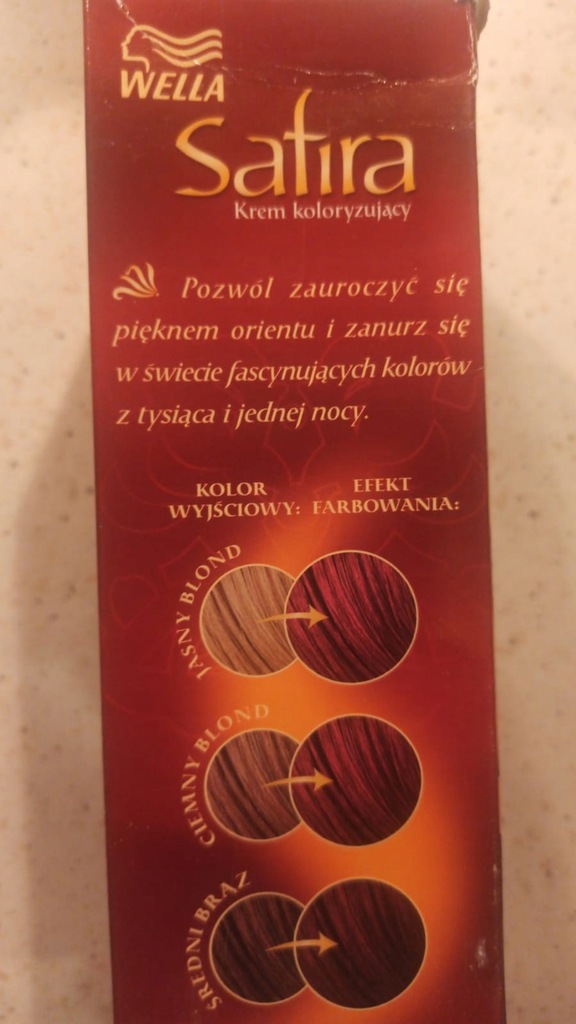 WELLA
Safira
Krem koloryzujący
Pozwól zauroczyć się
pięknem orientu i zanurz się
w świecie fascynujących kolorów
z tysiąca i jednej nocy.
KOLOR WYJŚCIOWY:
EFEKT FARBOWANIA:
JASNY BLOND
CIEMNY BLOND
ŚREDNI BRĄZ